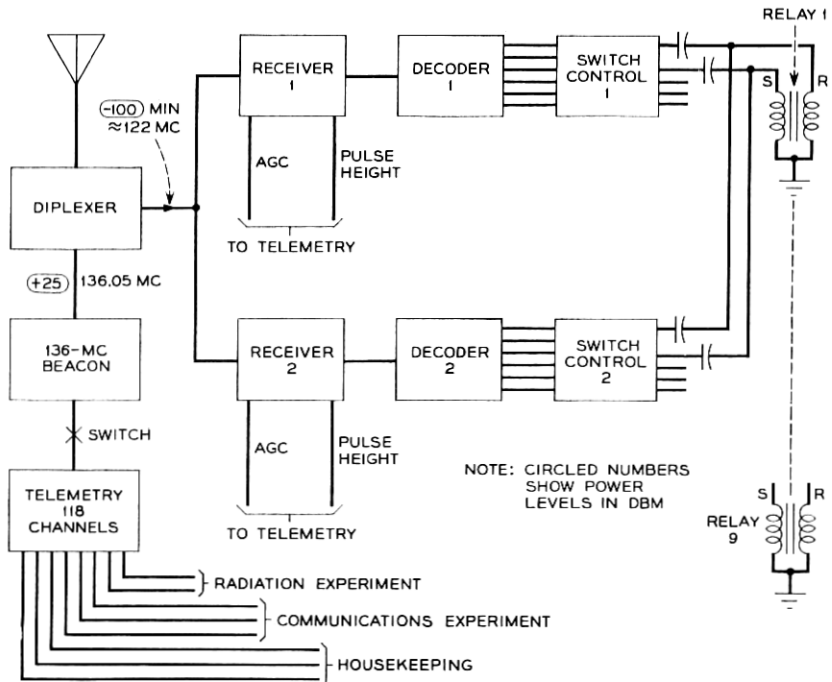 RELAY 1
RECEIVER
1
DECODER
1
SWITCH
CONTROL
1
S
R
-100 MIN
≈122 MC
AGC
PULSE
HEIGHT
DIPLEXER
TO TELEMETRY
+25 136.05 MC
136-MC
BEACON
RECEIVER
2
DECODER
2
SWITCH
CONTROL
2
SWITCH
AGC
PULSE
HEIGHT
NOTE: CIRCLED NUMBERS
SHOW POWER
LEVELS IN DBM
TELEMETRY
118
CHANNELS
TO TELEMETRY
S
R
RELAY
9
RADIATION EXPERIMENT
COMMUNICATIONS EXPERIMENT
HOUSEKEEPING